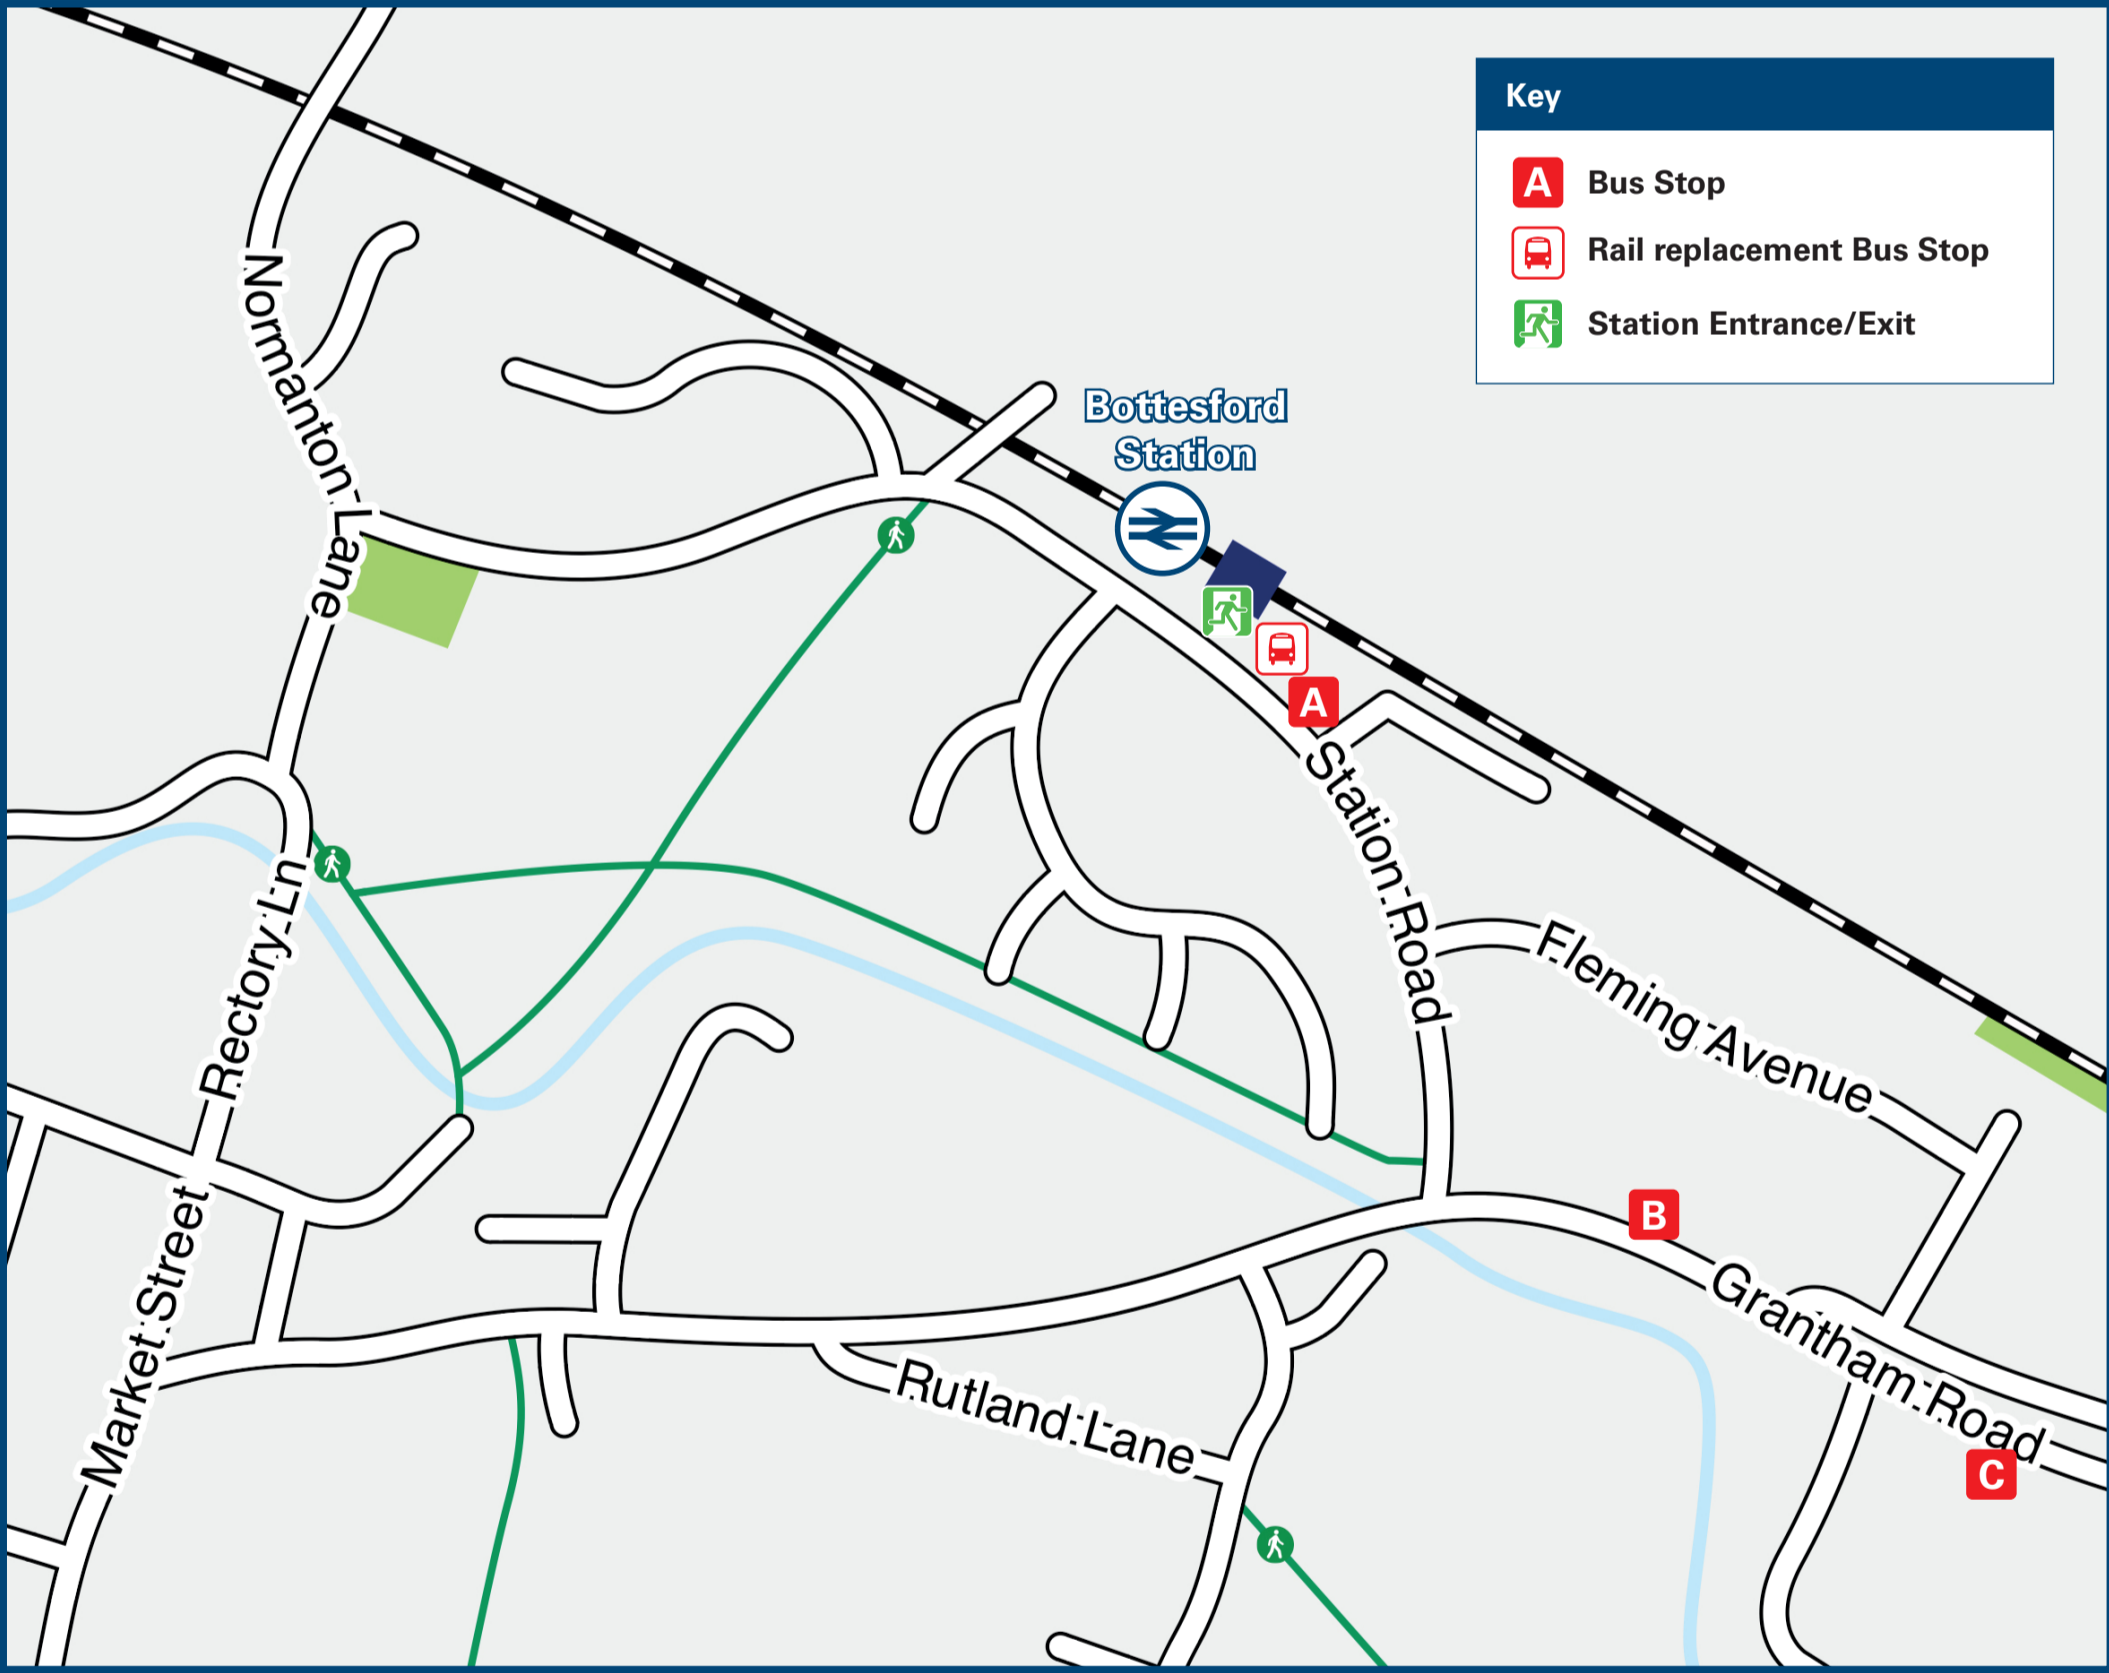 Key
A Bus Stop
Rail replacement Bus Stop
Station Entrance/Exit
Normanton Lane
Bottesford
Station
A
Station Road
Rectory Ln
Fleming Avenue
Market Street
B
Grantham Road
Rutland Lane
C